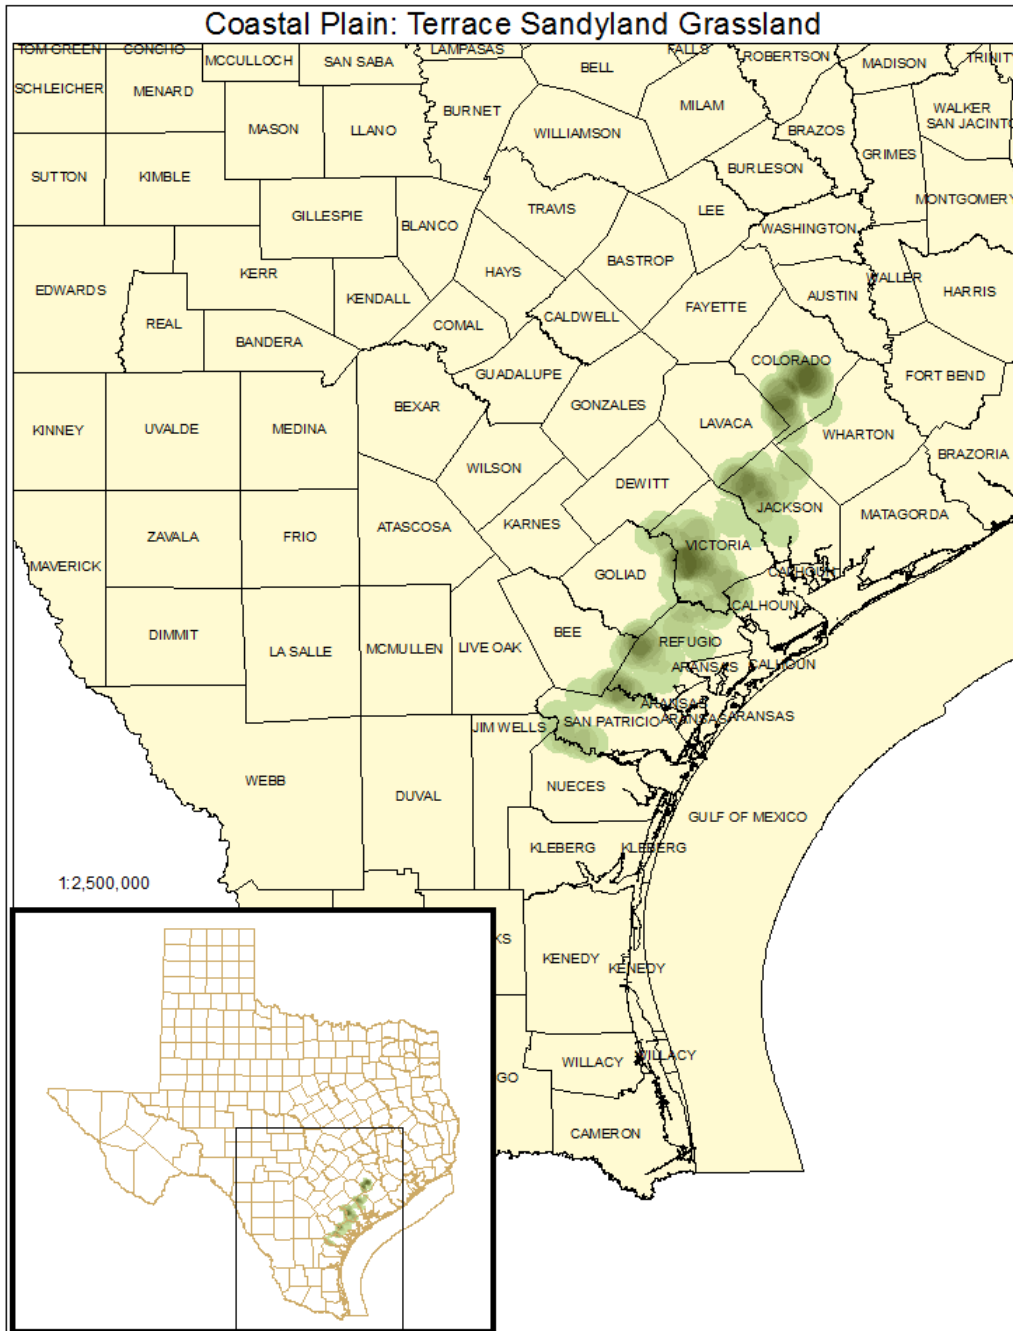 Coastal Plain: Terrace Sandyland Grassland
TOM GREEN
CONCHO
MCCULLOCH
SAN SABA
LAMPASAS
BELL
FALLS
ROBERTSON
MADISON
TRINITY
SCHLEICHER
MENARD
MASON
LLANO
BURNET
WILLIAMSON
MILAM
BRAZOS
GRIMES
WALKER
SAN JACINTO
SUTTON
KIMBLE
GILLESPIE
BLANCO
TRAVIS
LEE
BURLESON
WASHINGTON
MONTGOMERY
EDWARDS
KERR
REAL
BANDERA
KENDALL
HAYS
COMAL
CALDWELL
BASTROP
FAYETTE
AUSTIN
WALLER
HARRIS
KINNEY
UVALDE
MEDINA
BEXAR
GUADALUPE
GONZALES
LAVACA
COLORADO
FORT BEND
WHARTON
BRAZORIA
MAVERICK
ZAVALA
FRIO
ATASCOSA
WILSON
KARNES
DEWITT
JACKSON
MATAGORDA
VICTORIA
GOLIAD
CALHOUN
CALHOUN
DIMMIT
LA SALLE
MCMULLEN
LIVE OAK
BEE
REFUGIO
ARANSAS
CALHOUN
ARANSAS
SAN PATRICIO
ARANSAS
ARANSAS
JIM WELLS
WEBB
DUVAL
NUECES
GULF OF MEXICO
KLEBERG
KLEBERG
1:2,500,000
KS
KENEDY
KENEDY
GO
WILLACY
WILLACY
CAMERON